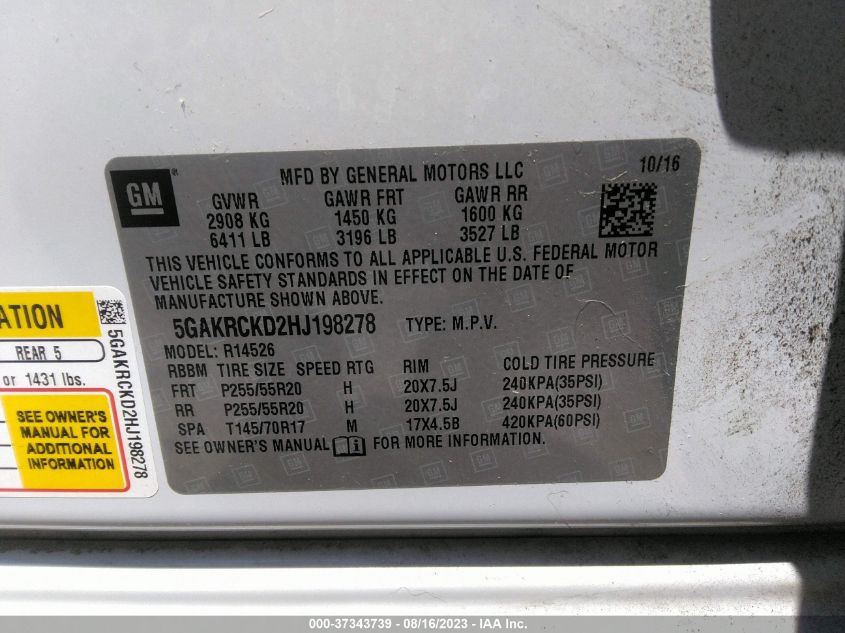 GM
MFD BY GENERAL MOTORS LLC 10/16
GVWR GAWR FRT GAWR RR
2908 KG 1450 KG 1600 KG
6411 LB 3196 LB 3527 LB
THIS VEHICLE CONFORMS TO ALL APPLICABLE U.S. FEDERAL MOTOR
VEHICLE SAFETY STANDARDS IN EFFECT ON THE DATE OF
MANUFACTURE SHOWN ABOVE.
5GAKRCKD2HJ198278 TYPE: M.P.V.
MODEL: R14526
RBBM TIRE SIZE SPEED RTG RIM COLD TIRE PRESSURE
FRT P255/55R20 H 20X7.5J 240KPA(35PSI)
RR P255/55R20 H 20X7.5J 240KPA(35PSI)
SPA T145/70R17 M 17X4.5B 420KPA(60PSI)
SEE OWNER'S MANUAL FOR MORE INFORMATION.
ATION
REAR 5
or 1431 lbs.
SEE OWNER'S
MANUAL FOR
ADDITIONAL
INFORMATION
5GAKRCKD2HJ198278
000-37343739 - 08/16/2023 - IAA Inc.